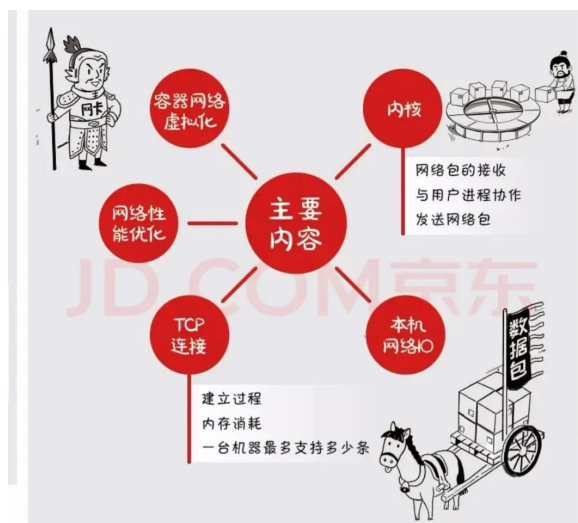 网卡
容器网络
虚拟化
内核
网络包的接收
与用户进程协作
发送网络包
网络性
能优化
主要
内容
JD.COM京东
TCP
连接
本机
网络IO
数据包
建立过程
内存消耗
一台机器最多支持多少条